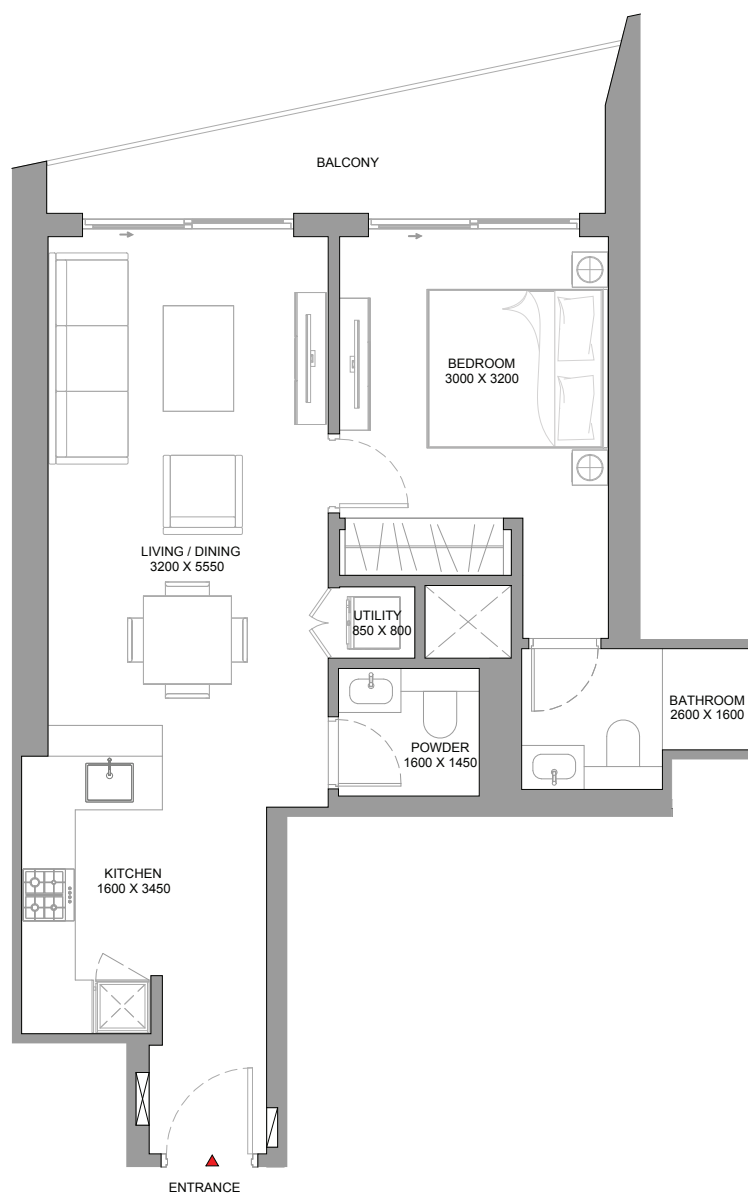 BALCONY
BEDROOM
3000 X 3200
LIVING / DINING
3200 X 5550
UTILITY
850 X 800
BATHROOM
2600 X 1600
POWDER
1600 X 1450
KITCHEN
1600 X 3450
ENTRANCE